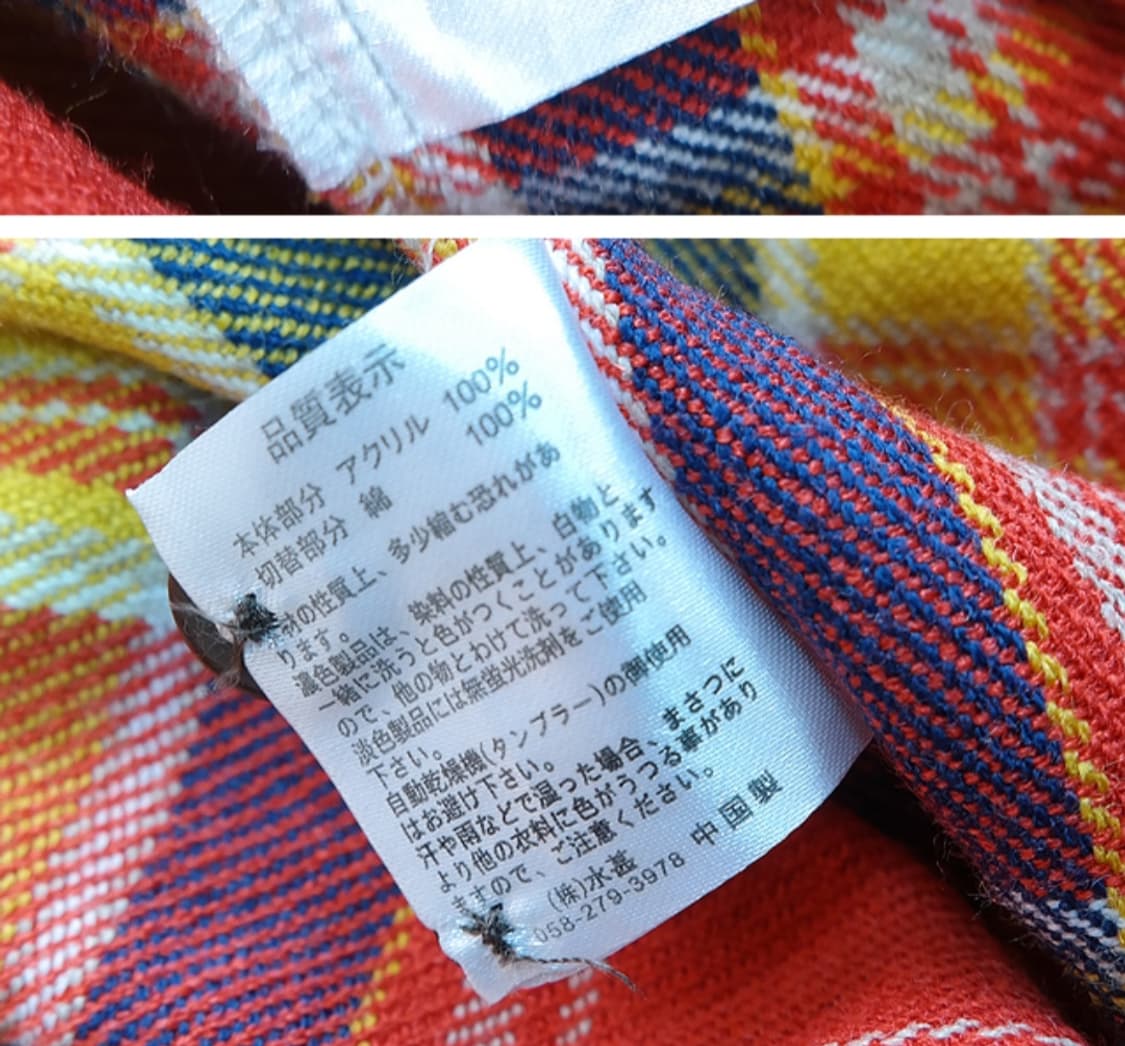 品質表示
本体部分 アクリル 100%
切替部分 綿 100%
材の性質上、多少縮む恐れがあ
ります。
濃色製品は、染料の性質上、白物と
一緒に洗うと色がつくことがあります
ので、他の物とわけて洗って下さい。
淡色製品には無蛍光洗剤をご使用
下さい。
自動乾燥機(タンブラー)の御使用
はお避け下さい。
汗や雨などで湿った場合、まさつに
より他の衣料に色がうつる事があり
ますので、ご注意ください。
(株)水甚
058-279-3978 中国製